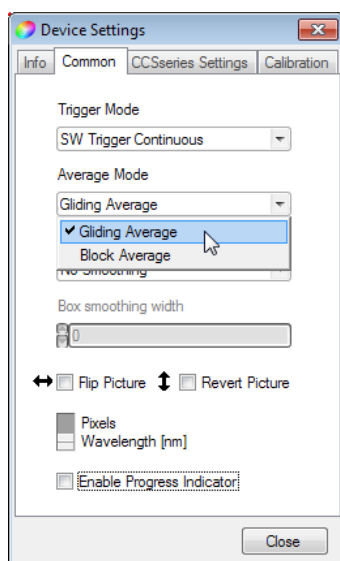 Device Settings
Info Common CCSseries Settings Calibration
Trigger Mode
SW Trigger Continuous
Average Mode
Gliding Average
Gliding Average
Block Average
No Smoothing
Box smoothing width
0
Flip Picture Revert Picture
Pixels
Wavelength [nm]
Enable Progress Indicator
Close